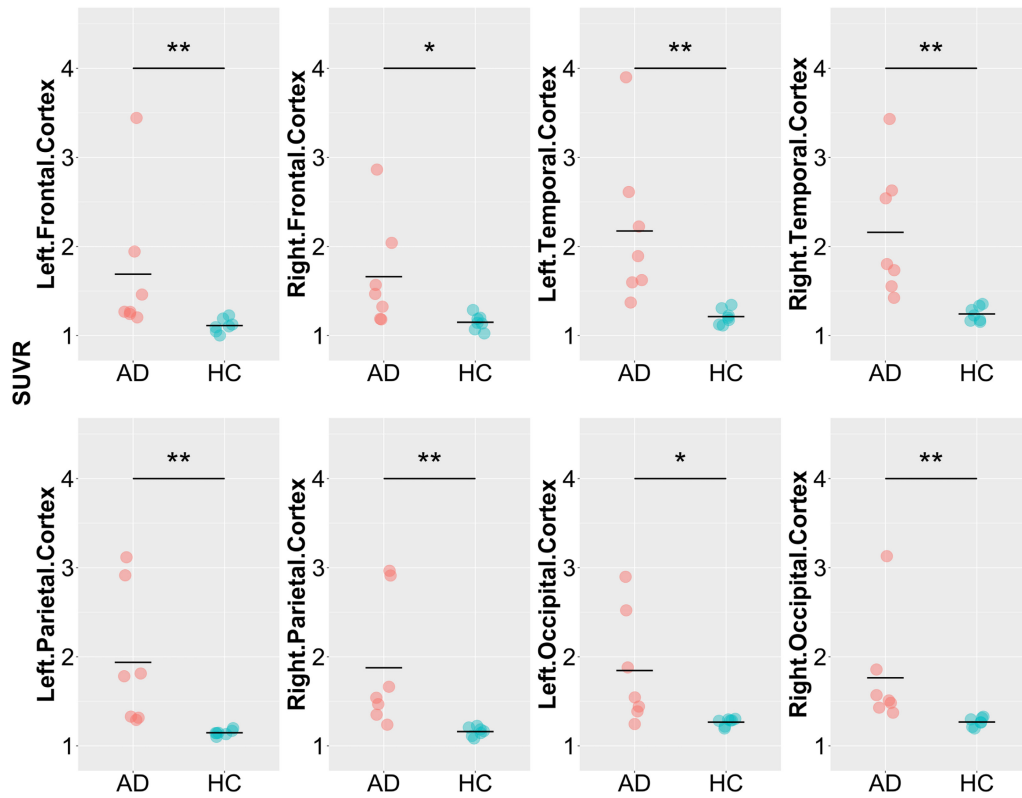 SUVR
Left.Frontal.Cortex
**
4
3
2
1
AD HC
Right.Frontal.Cortex
*
4
3
2
1
AD HC
Left.Temporal.Cortex
**
4
3
2
1
AD HC
Right.Temporal.Cortex
**
4
3
2
1
AD HC
Left.Parietal.Cortex
**
4
3
2
1
AD HC
Right.Parietal.Cortex
**
4
3
2
1
AD HC
Left.Occipital.Cortex
*
4
3
2
1
AD HC
Right.Occipital.Cortex
**
4
3
2
1
AD HC